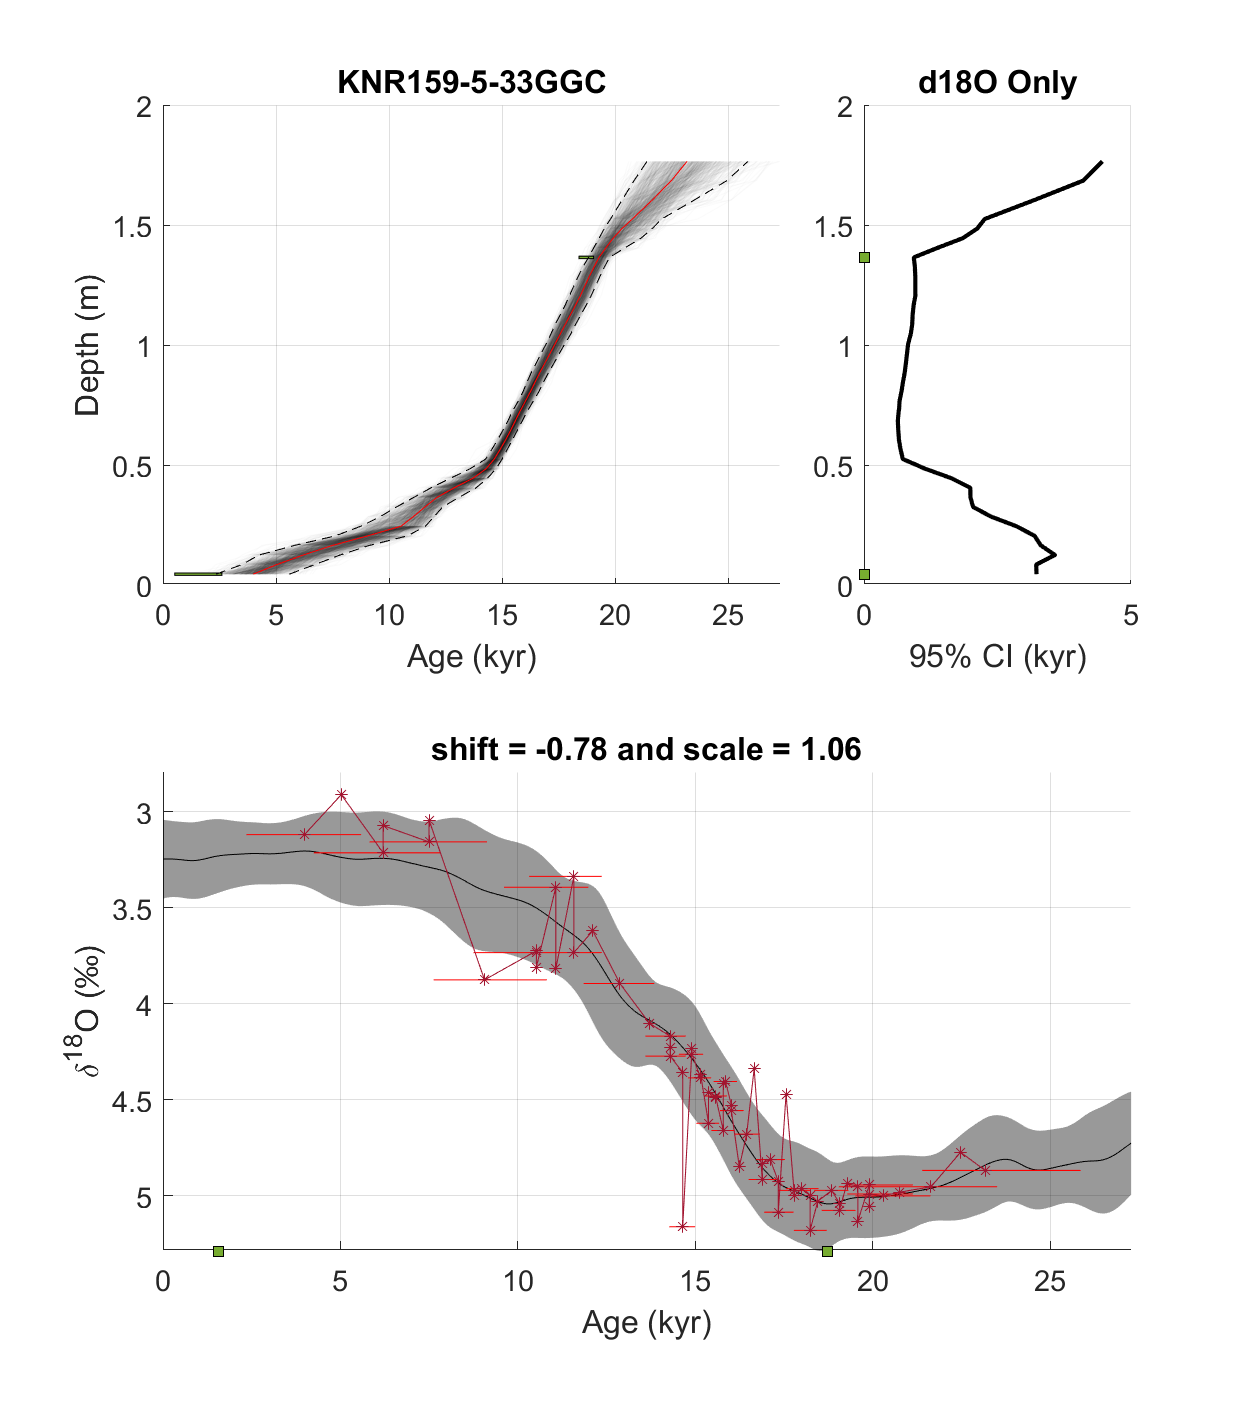 KNR159-5-33GGC
d18O Only
2
1.5
1
0.5
0
Depth (m)
0 5 10 15 20 25
Age (kyr)
2
1.5
1
0.5
0
0 5
95% CI (kyr)
shift = -0.78 and scale = 1.06
3
3.5
4
4.5
5
δ18O (‰)
0 5 10 15 20 25
Age (kyr)